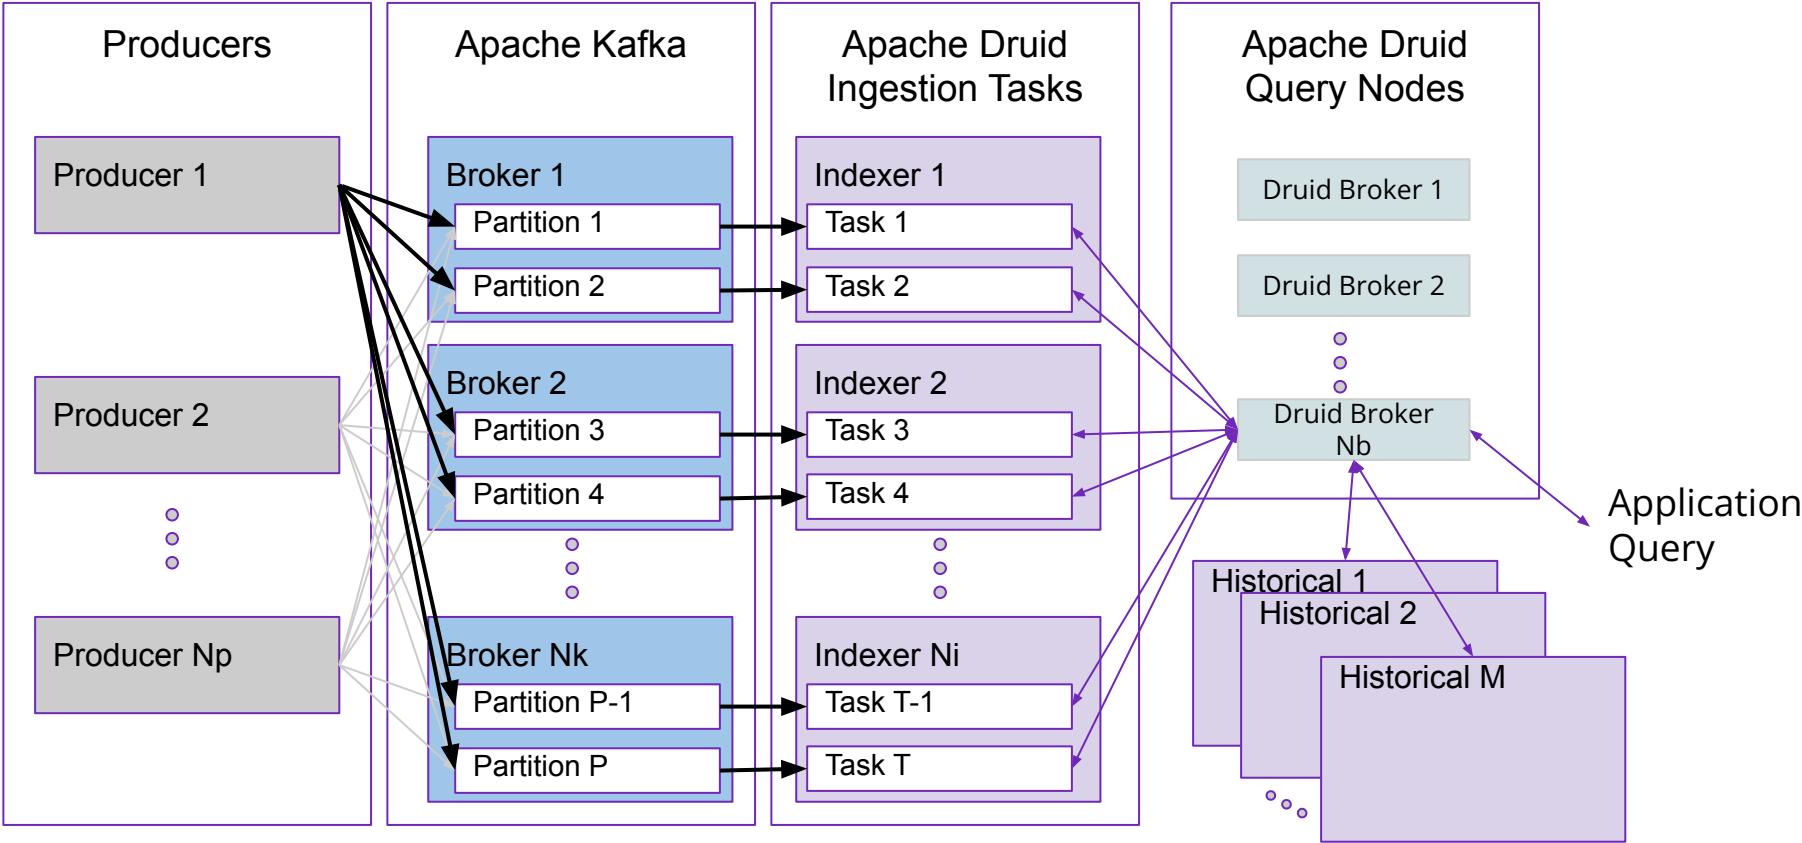 Producers
Producer 1
Producer 2
Producer Np
Apache Kafka
Broker 1
Partition 1
Partition 2
Broker 2
Partition 3
Partition 4
Broker Nk
Partition P-1
Partition P
Apache Druid
Ingestion Tasks
Indexer 1
Task 1
Task 2
Indexer 2
Task 3
Task 4
Indexer Ni
Task T-1
Task T
Apache Druid
Query Nodes
Druid Broker 1
Druid Broker 2
Druid Broker
Nb
Application
Query
Historical 1
Historical 2
Historical M